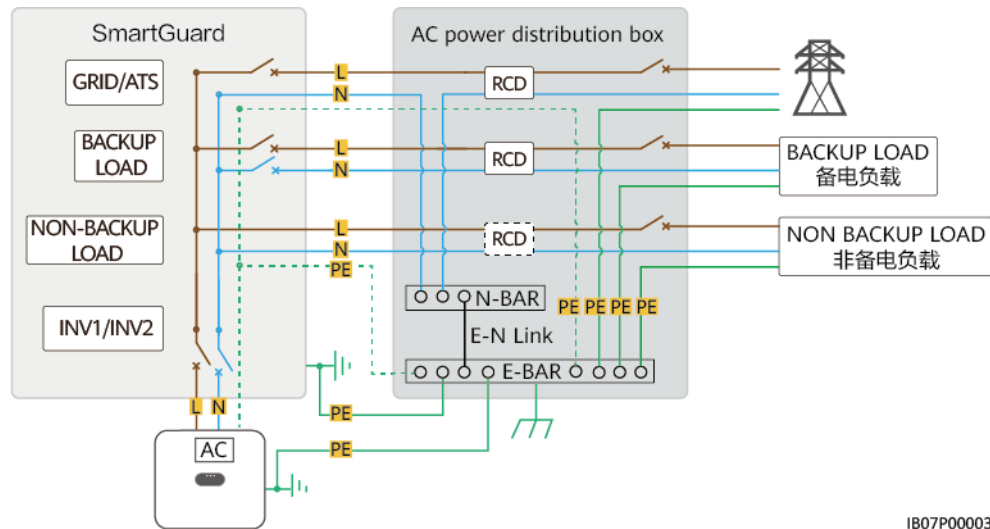 SmartGuard
AC power distribution box
GRID/ATS
L
N
RCD
BACKUP
LOAD
L
N
RCD
BACKUP LOAD
备电负载
NON-BACKUP
LOAD
L
N
PE
RCD
NON BACKUP LOAD
非备电负载
INV1/INV2
N-BAR
PE
PE
PE
PE
E-N Link
E-BAR
L
N
PE
PE
AC
IB07P00003